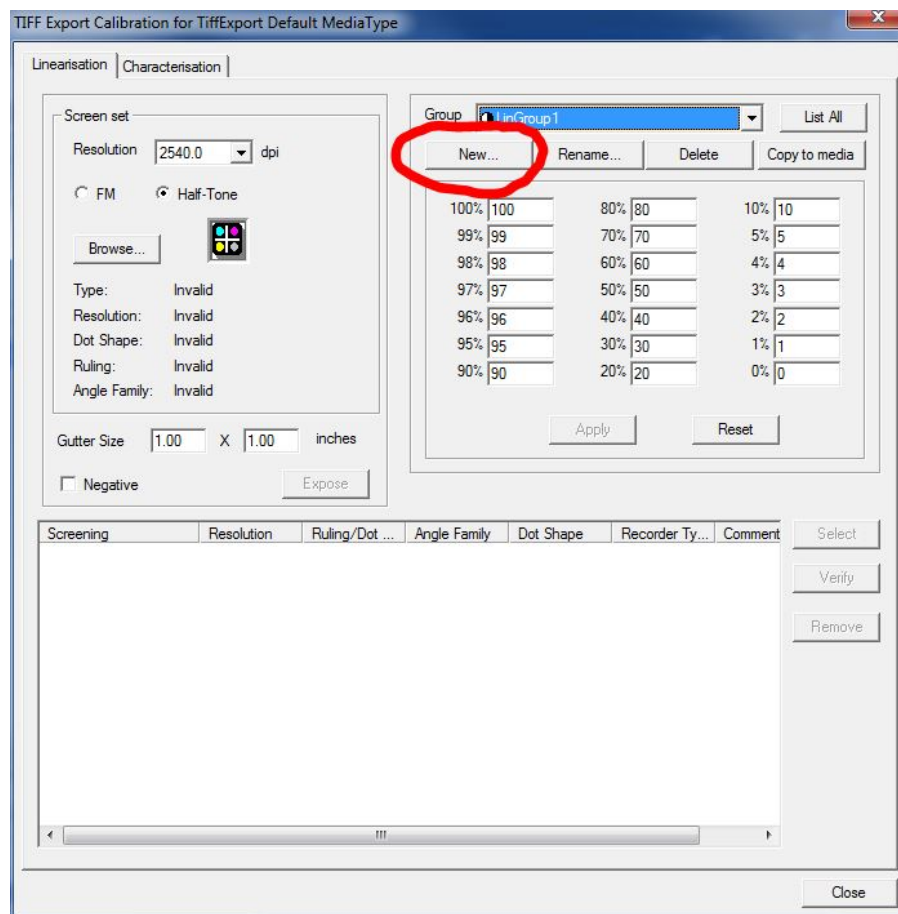 TIFF Export Calibration for TiffExport Default MediaType
x
Linearisation Characterisation
Screen set
Resolution 2540.0 dpi
FM Half-Tone
Browse...
Type: Invalid
Resolution: Invalid
Dot Shape: Invalid
Ruling: Invalid
Angle Family: Invalid
Gutter Size 1.00 X 1.00 inches
Negative Expose
Group LinGroup1 List All
New... Rename... Delete Copy to media
100% 100 80% 80 10% 10
99% 99 70% 70 5% 5
98% 98 60% 60 4% 4
97% 97 50% 50 3% 3
96% 96 40% 40 2% 2
95% 95 30% 30 1% 1
90% 90 20% 20 0% 0
Apply Reset
Screening Resolution Ruling/Dot ... Angle Family Dot Shape Recorder Ty... Comment
Select
Verify
Remove
Close